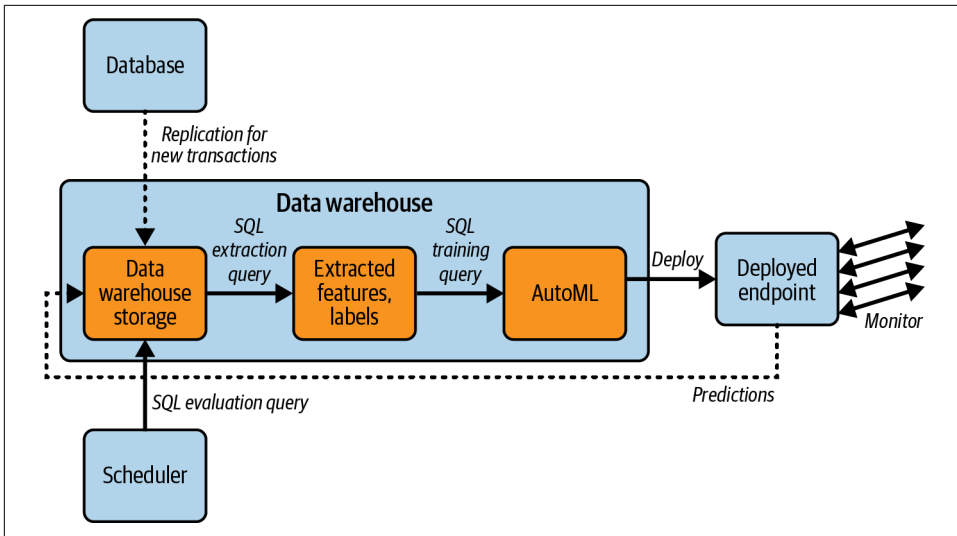 Database
Replication for
new transactions
Data warehouse
SQL
extraction
query
SQL
training
query
Data
warehouse
storage
Extracted
features,
labels
AutoML
Deploy
Deployed
endpoint
Monitor
Predictions
SQL evaluation query
Scheduler